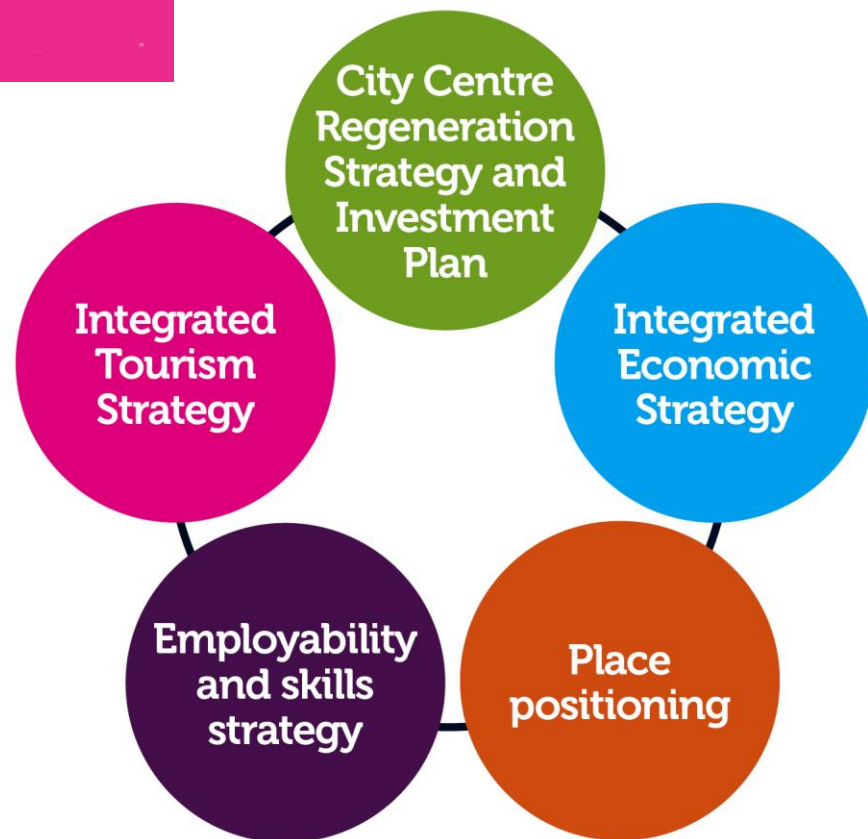 City Centre
Regeneration
Strategy and
Investment
Plan
Integrated
Economic
Strategy
Place
positioning
Employability
and skills
strategy
Integrated
Tourism
Strategy